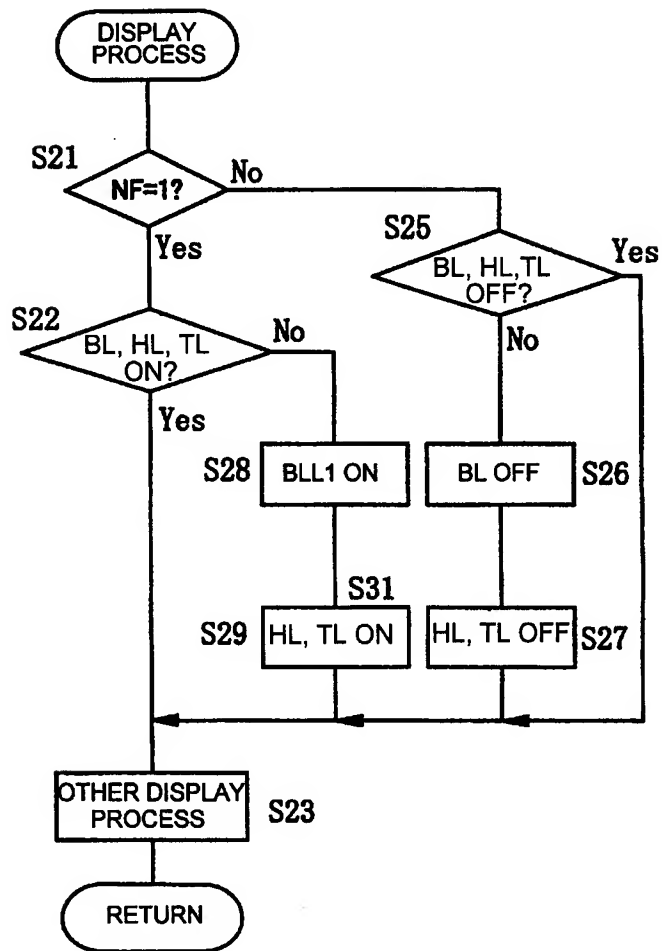 DISPLAY
PROCESS
S21
NF=1?
No
Yes
S25
BL, HL,TL
OFF?
Yes
No
S22
BL, HL, TL
ON?
No
Yes
S28
BLL1 ON
BL OFF
S26
S31
S29
HL, TL ON
HL, TL OFF
S27
OTHER DISPLAY
PROCESS
S23
RETURN